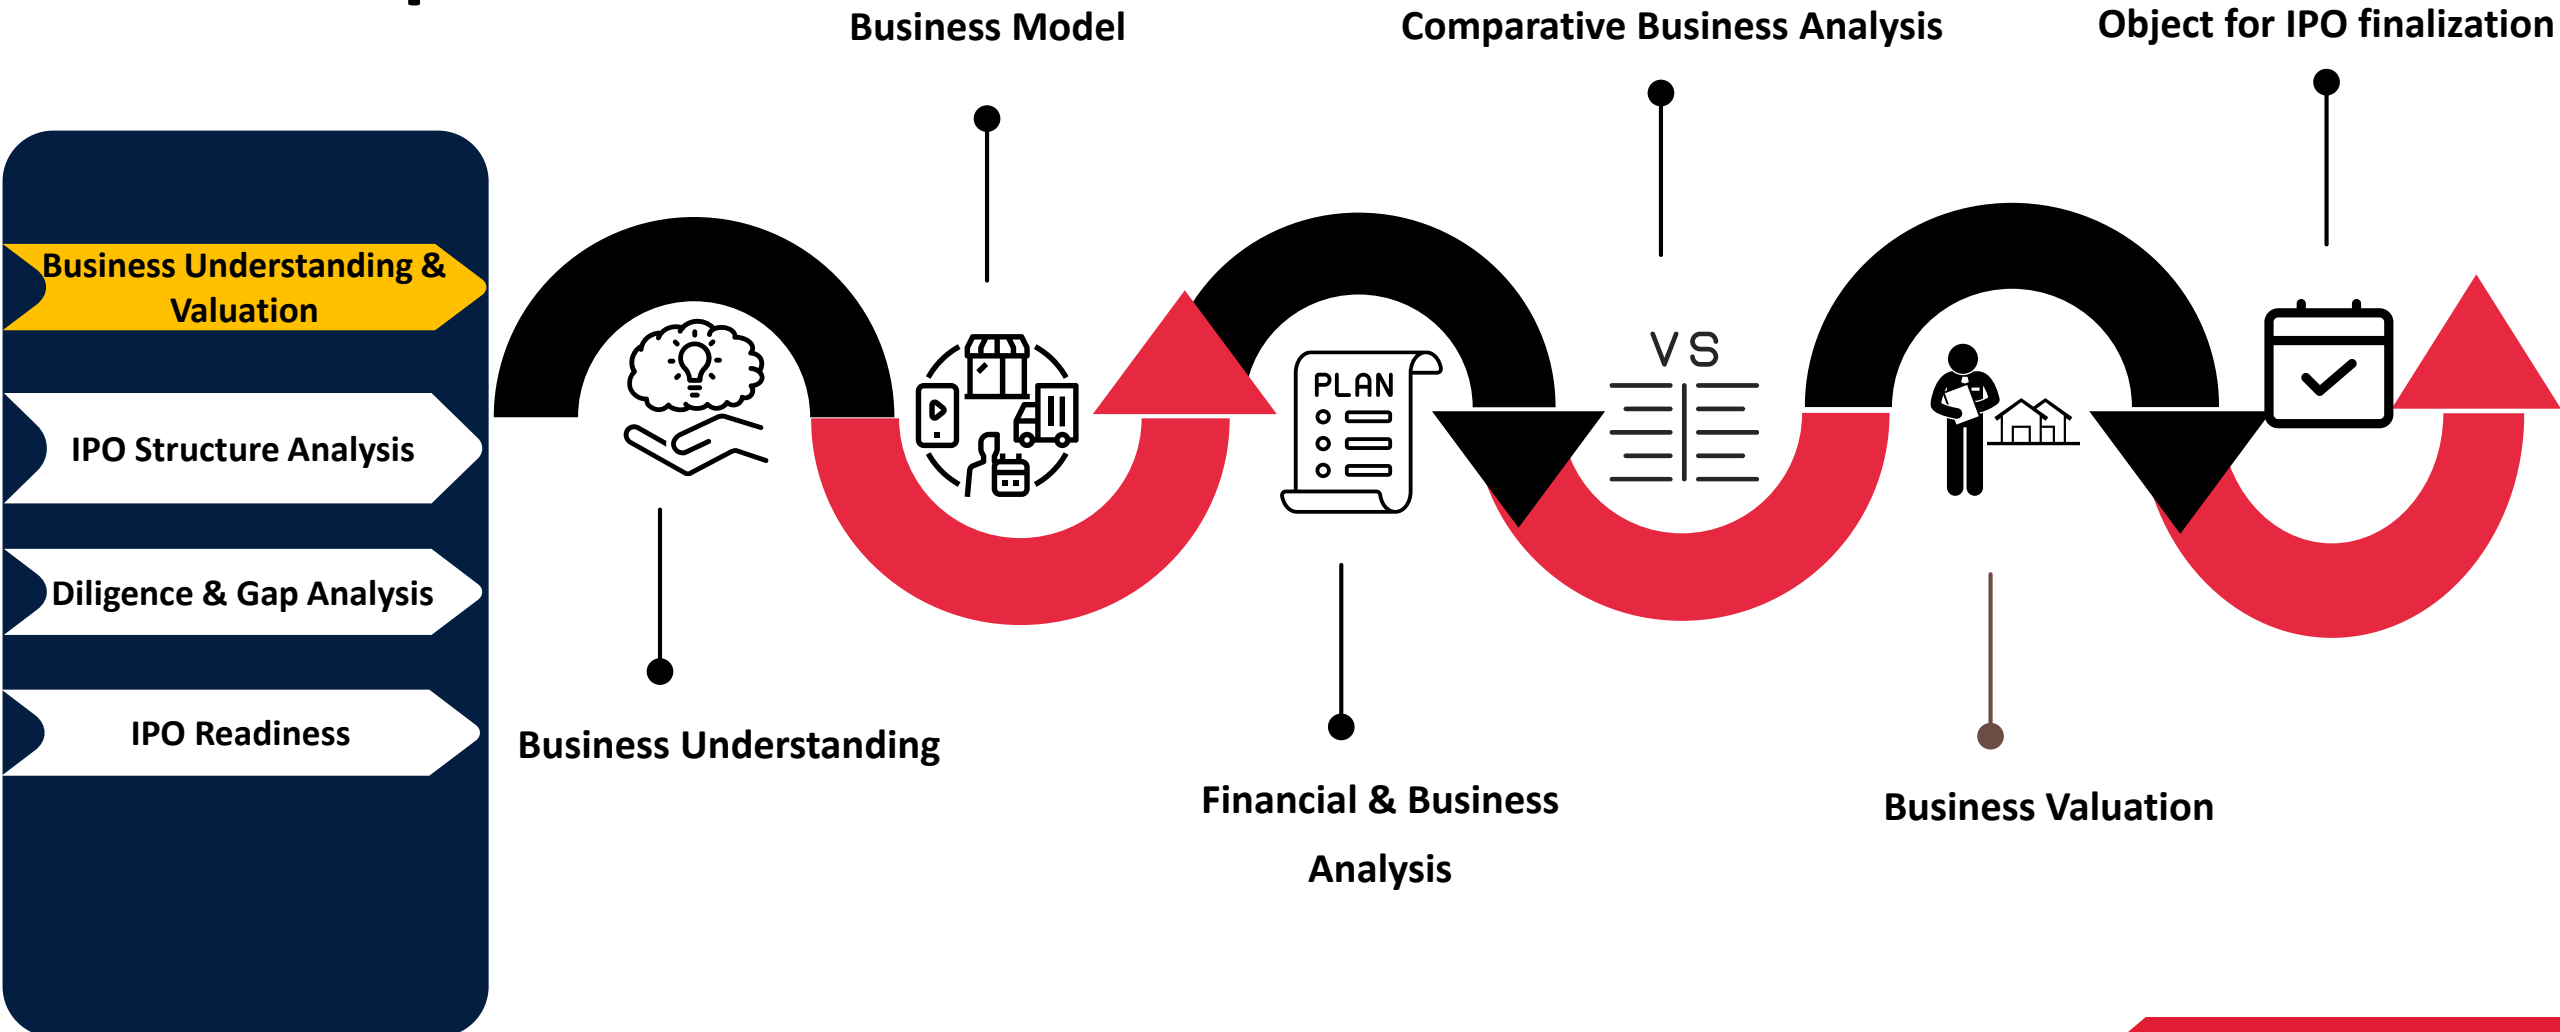 Business Model
Comparative Business Analysis
Object for IPO finalization
Business Understanding &
Valuation
IPO Structure Analysis
Diligence & Gap Analysis
IPO Readiness
VS
PLAN
Business Understanding
Financial & Business
Analysis
Business Valuation